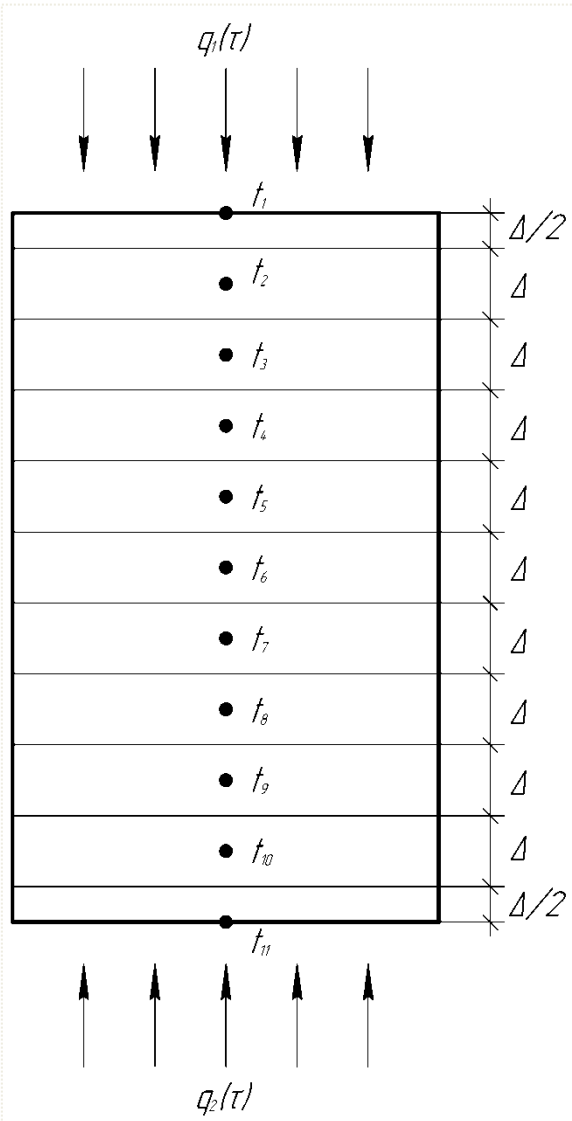 q₁(τ)
t₁
Δ/2
t₂
Δ
t₃
Δ
t₄
Δ
t₅
Δ
t₆
Δ
t₇
Δ
t₈
Δ
t₉
Δ
t₁₀
Δ
Δ/2
t₁₁
q₂(τ)